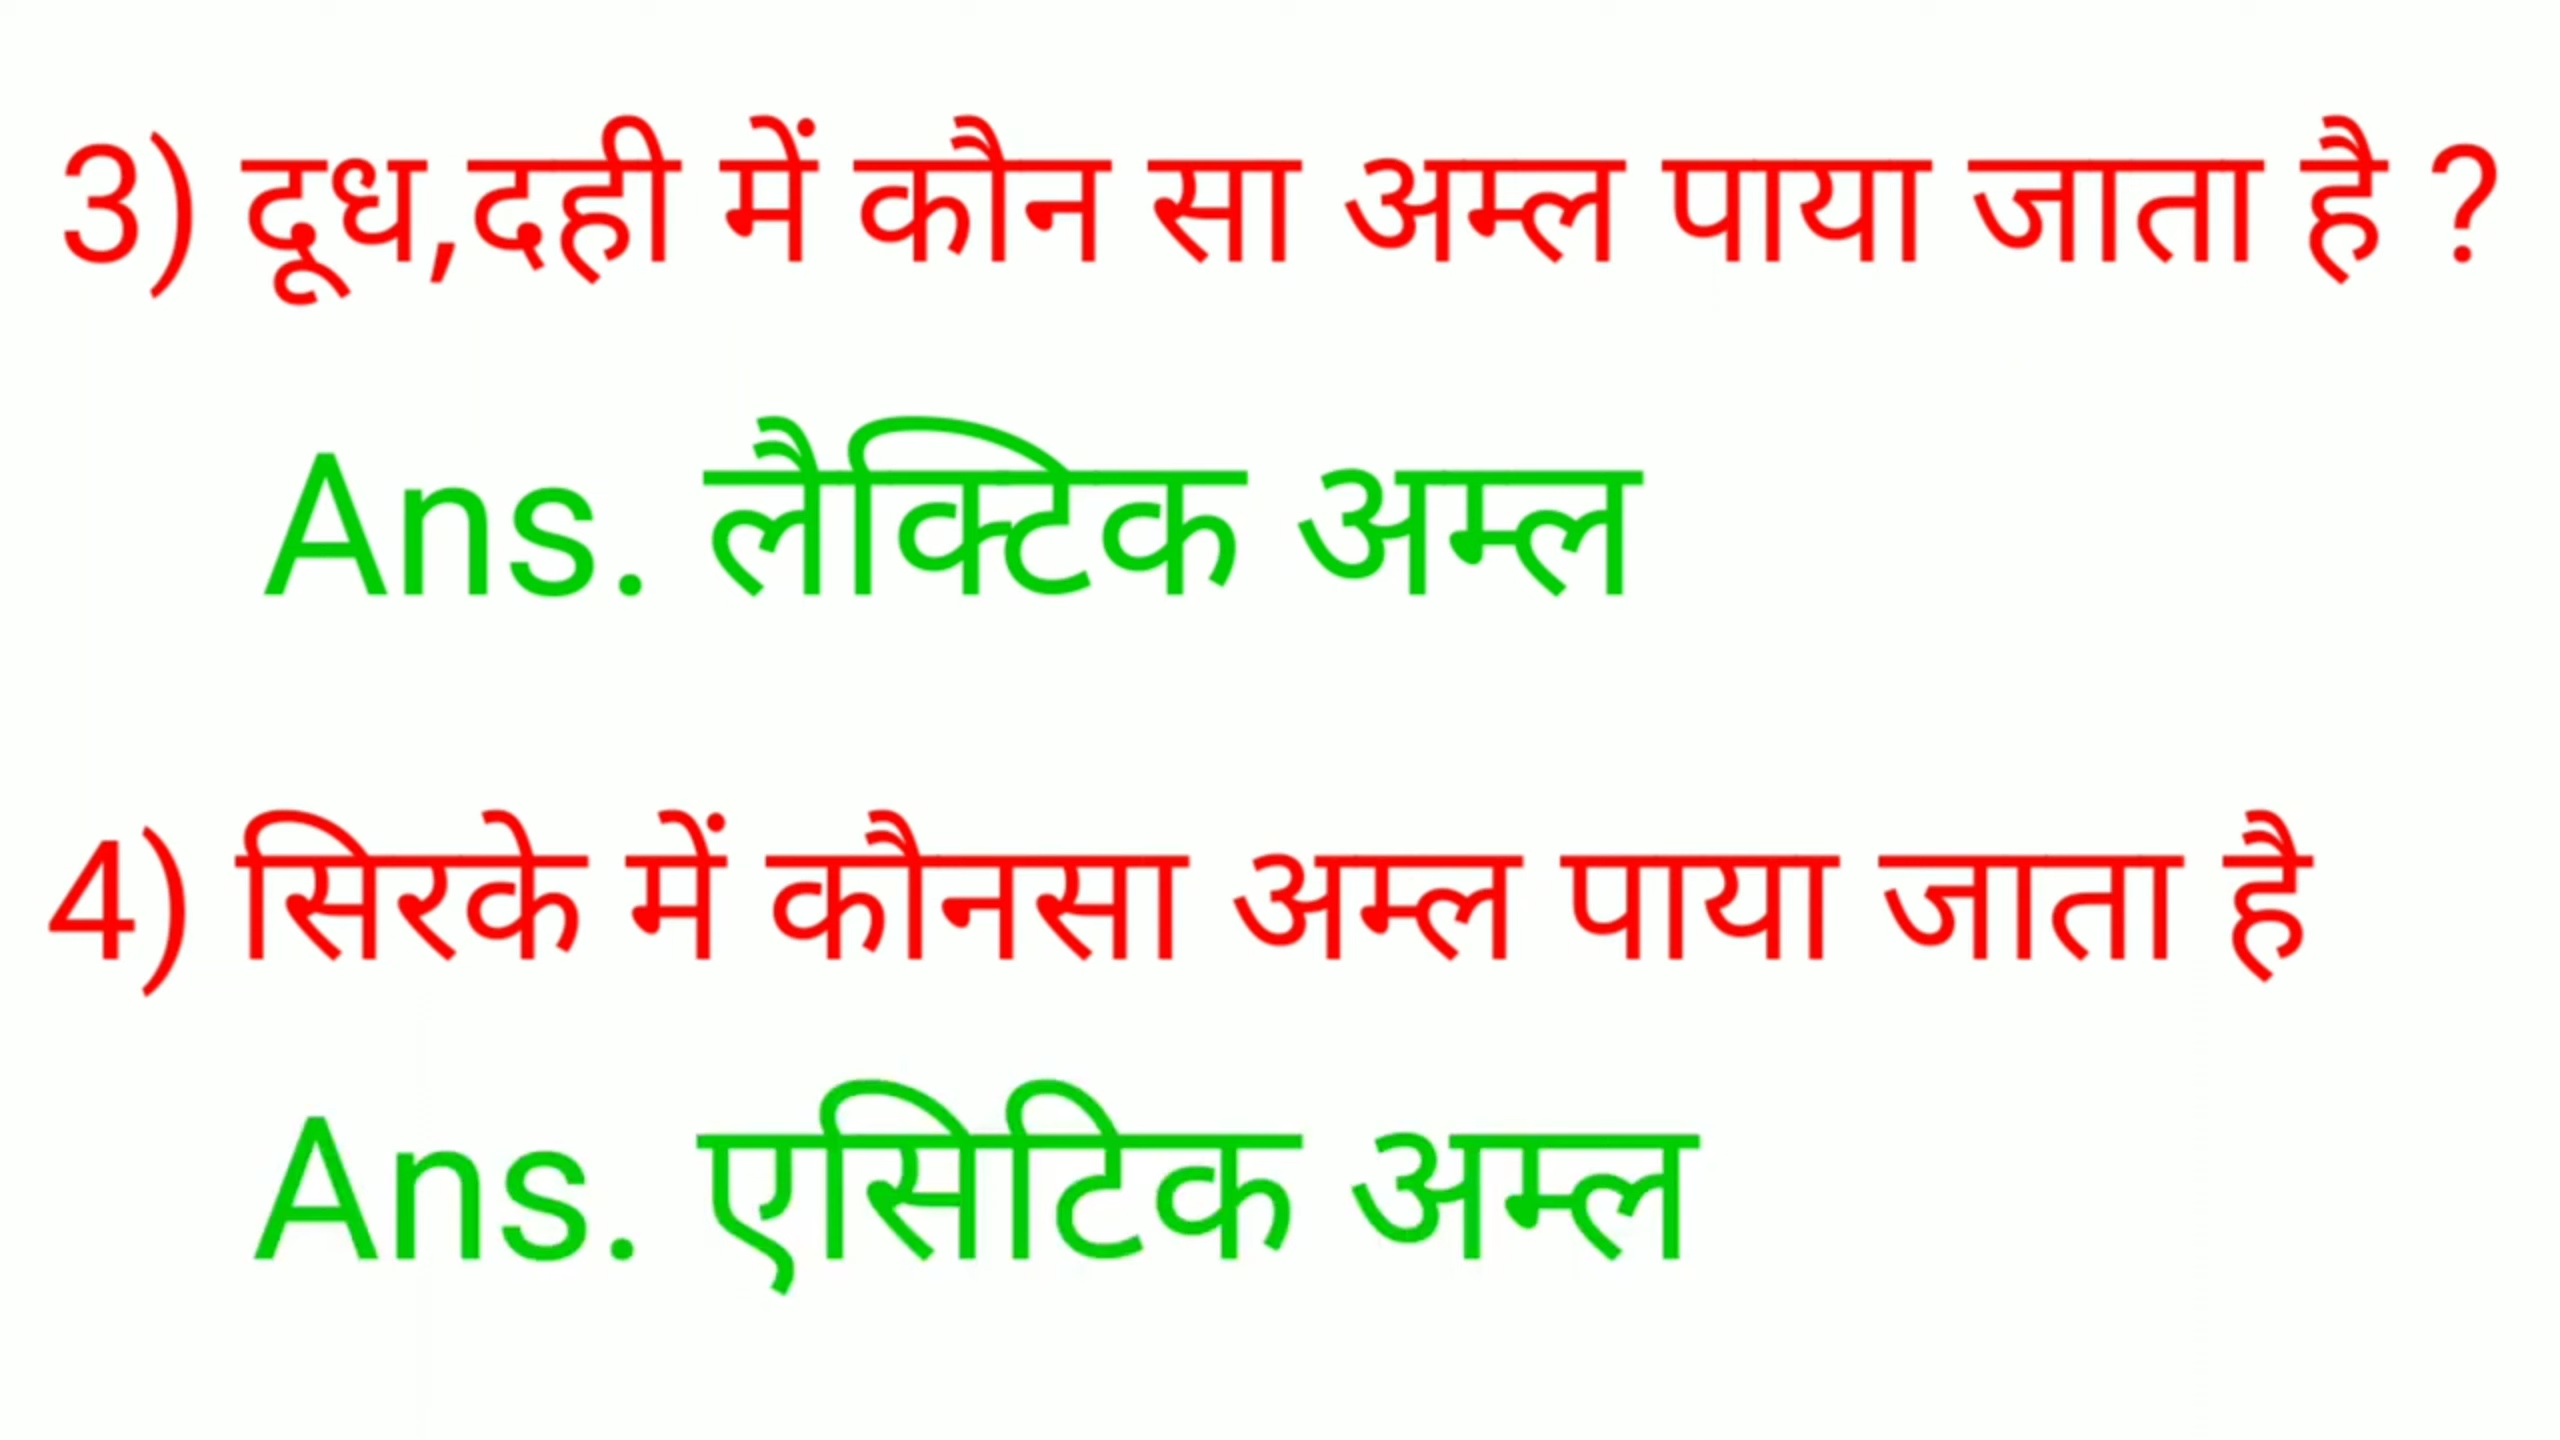 3) दूध,दही में कौन सा अम्ल पाया जाता है ?
Ans. लैक्टिक अम्ल
4) सिरके में कौनसा अम्ल पाया जाता है
Ans. एसिटिक अम्ल